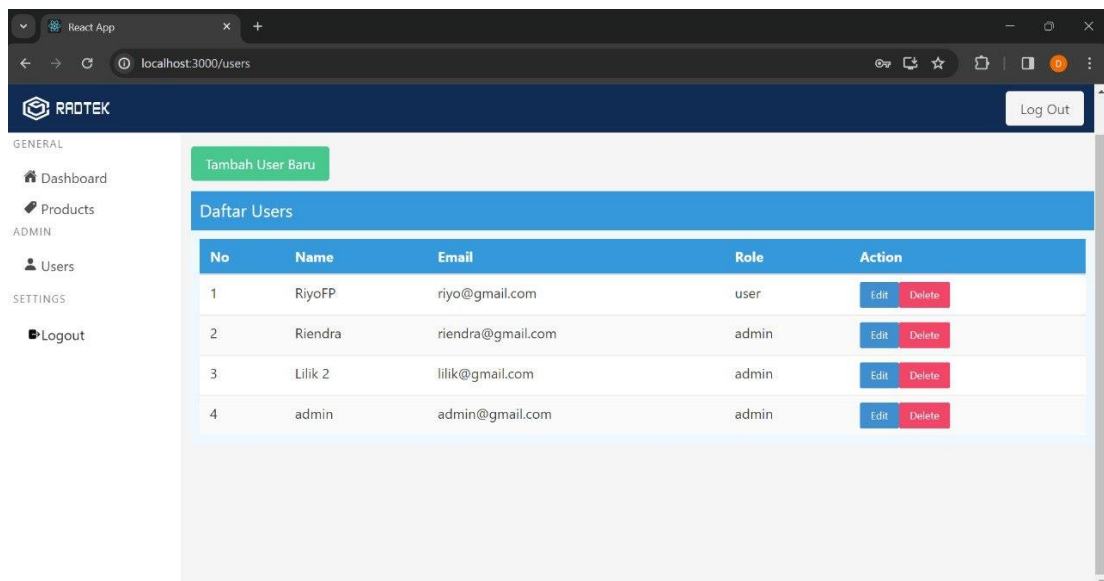 React App
localhost:3000/users
D
RADTEK
Log Out
GENERAL
Dashboard
Products
ADMIN
Users
SETTINGS
Logout
Tambah User Baru
Daftar Users
No Name Email Role Action
1 RiyoFP riyo@gmail.com user Edit Delete
2 Riendra riendra@gmail.com admin Edit Delete
3 Lilik 2 lilik@gmail.com admin Edit Delete
4 admin admin@gmail.com admin Edit Delete